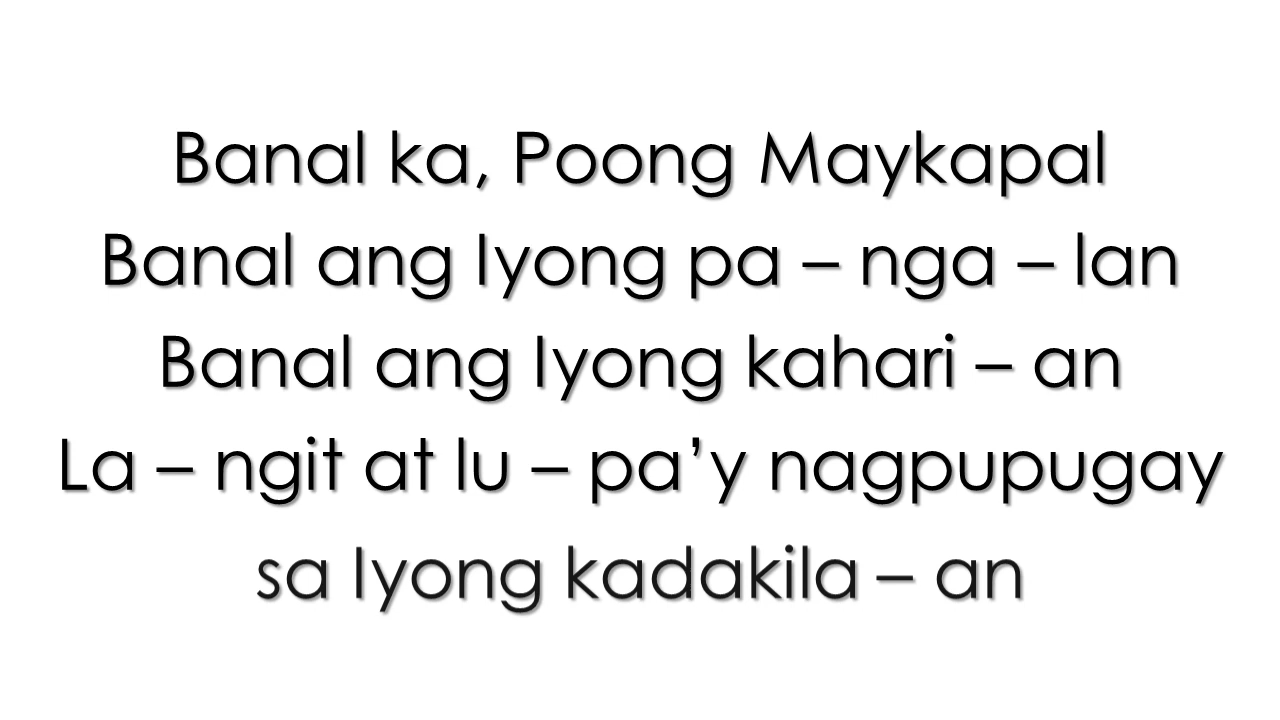 Banal ka, Poong Maykapal
Banal ang Iyong pa – nga – lan
Banal ang Iyong kahari – an
La – ngit at lu – pa’y nagpupugay
sa Iyong kadakila – an